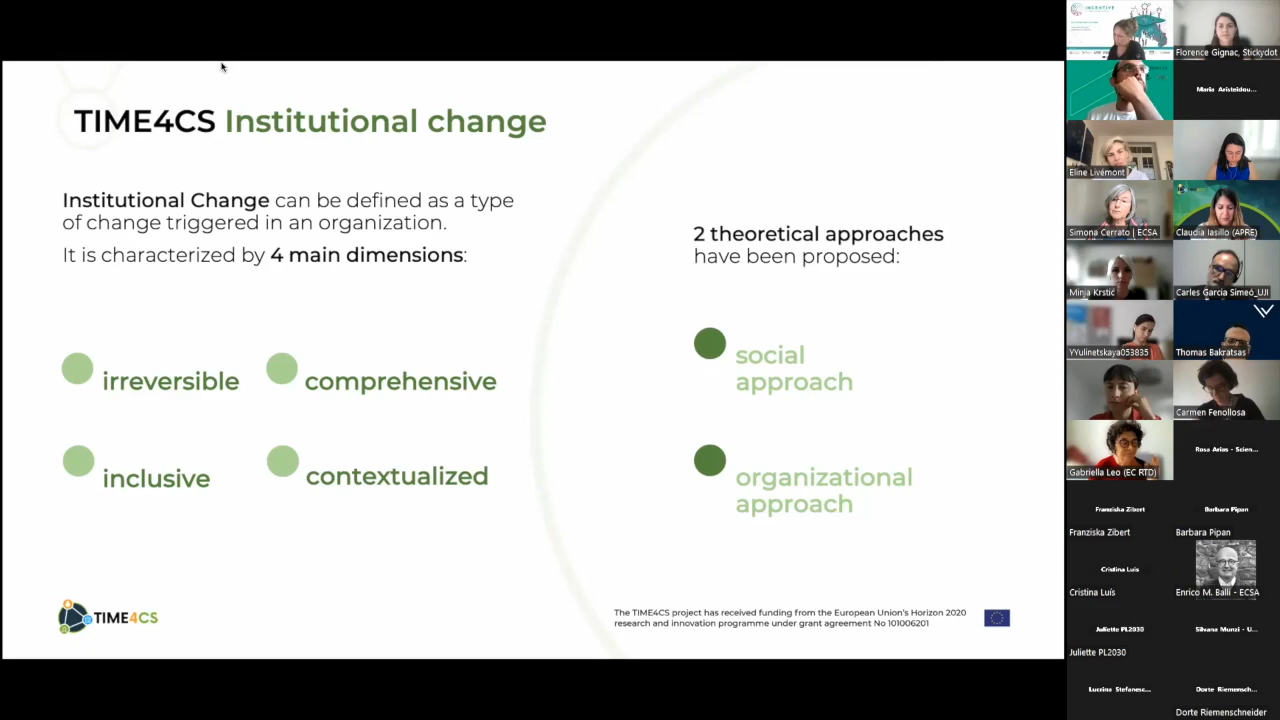 TIME4CS Institutional change
Institutional Change can be defined as a type
of change triggered in an organization.
It is characterized by 4 main dimensions:
irreversible
comprehensive
inclusive
contextualized
2 theoretical approaches
have been proposed:
social
approach
organizational
approach
TIME4CS
The TIME4CS project has received funding from the European Union's Horizon 2020
research and innovation programme under grant agreement No 101006201
INCENTIVE
Florence Gignac, Stickydot
Maria Aristeidou...
Eline Livémont
Simona Cerrato | ECSA
Claudia Iasillo (APRE)
Minja Krstić
Carles Garcia Simeó_UJI
YYulinetskaya053835
Thomas Bakratsas
Carmen Fenollosa
Gabriella Leo (EC RTD)
Rosa Arias - Scien...
Franziska Zibert
Franziska Zibert
Barbara Pipan
Barbara Pipan
Cristina Luis
Cristina Luís
Enrico M. Balli - ECSA
Juliette PL2030
Juliette PL2030
Silvana Munzi - U...
Lucrina Stefanesc...
Dorte Riemensch...
Dorte Riemenschneider